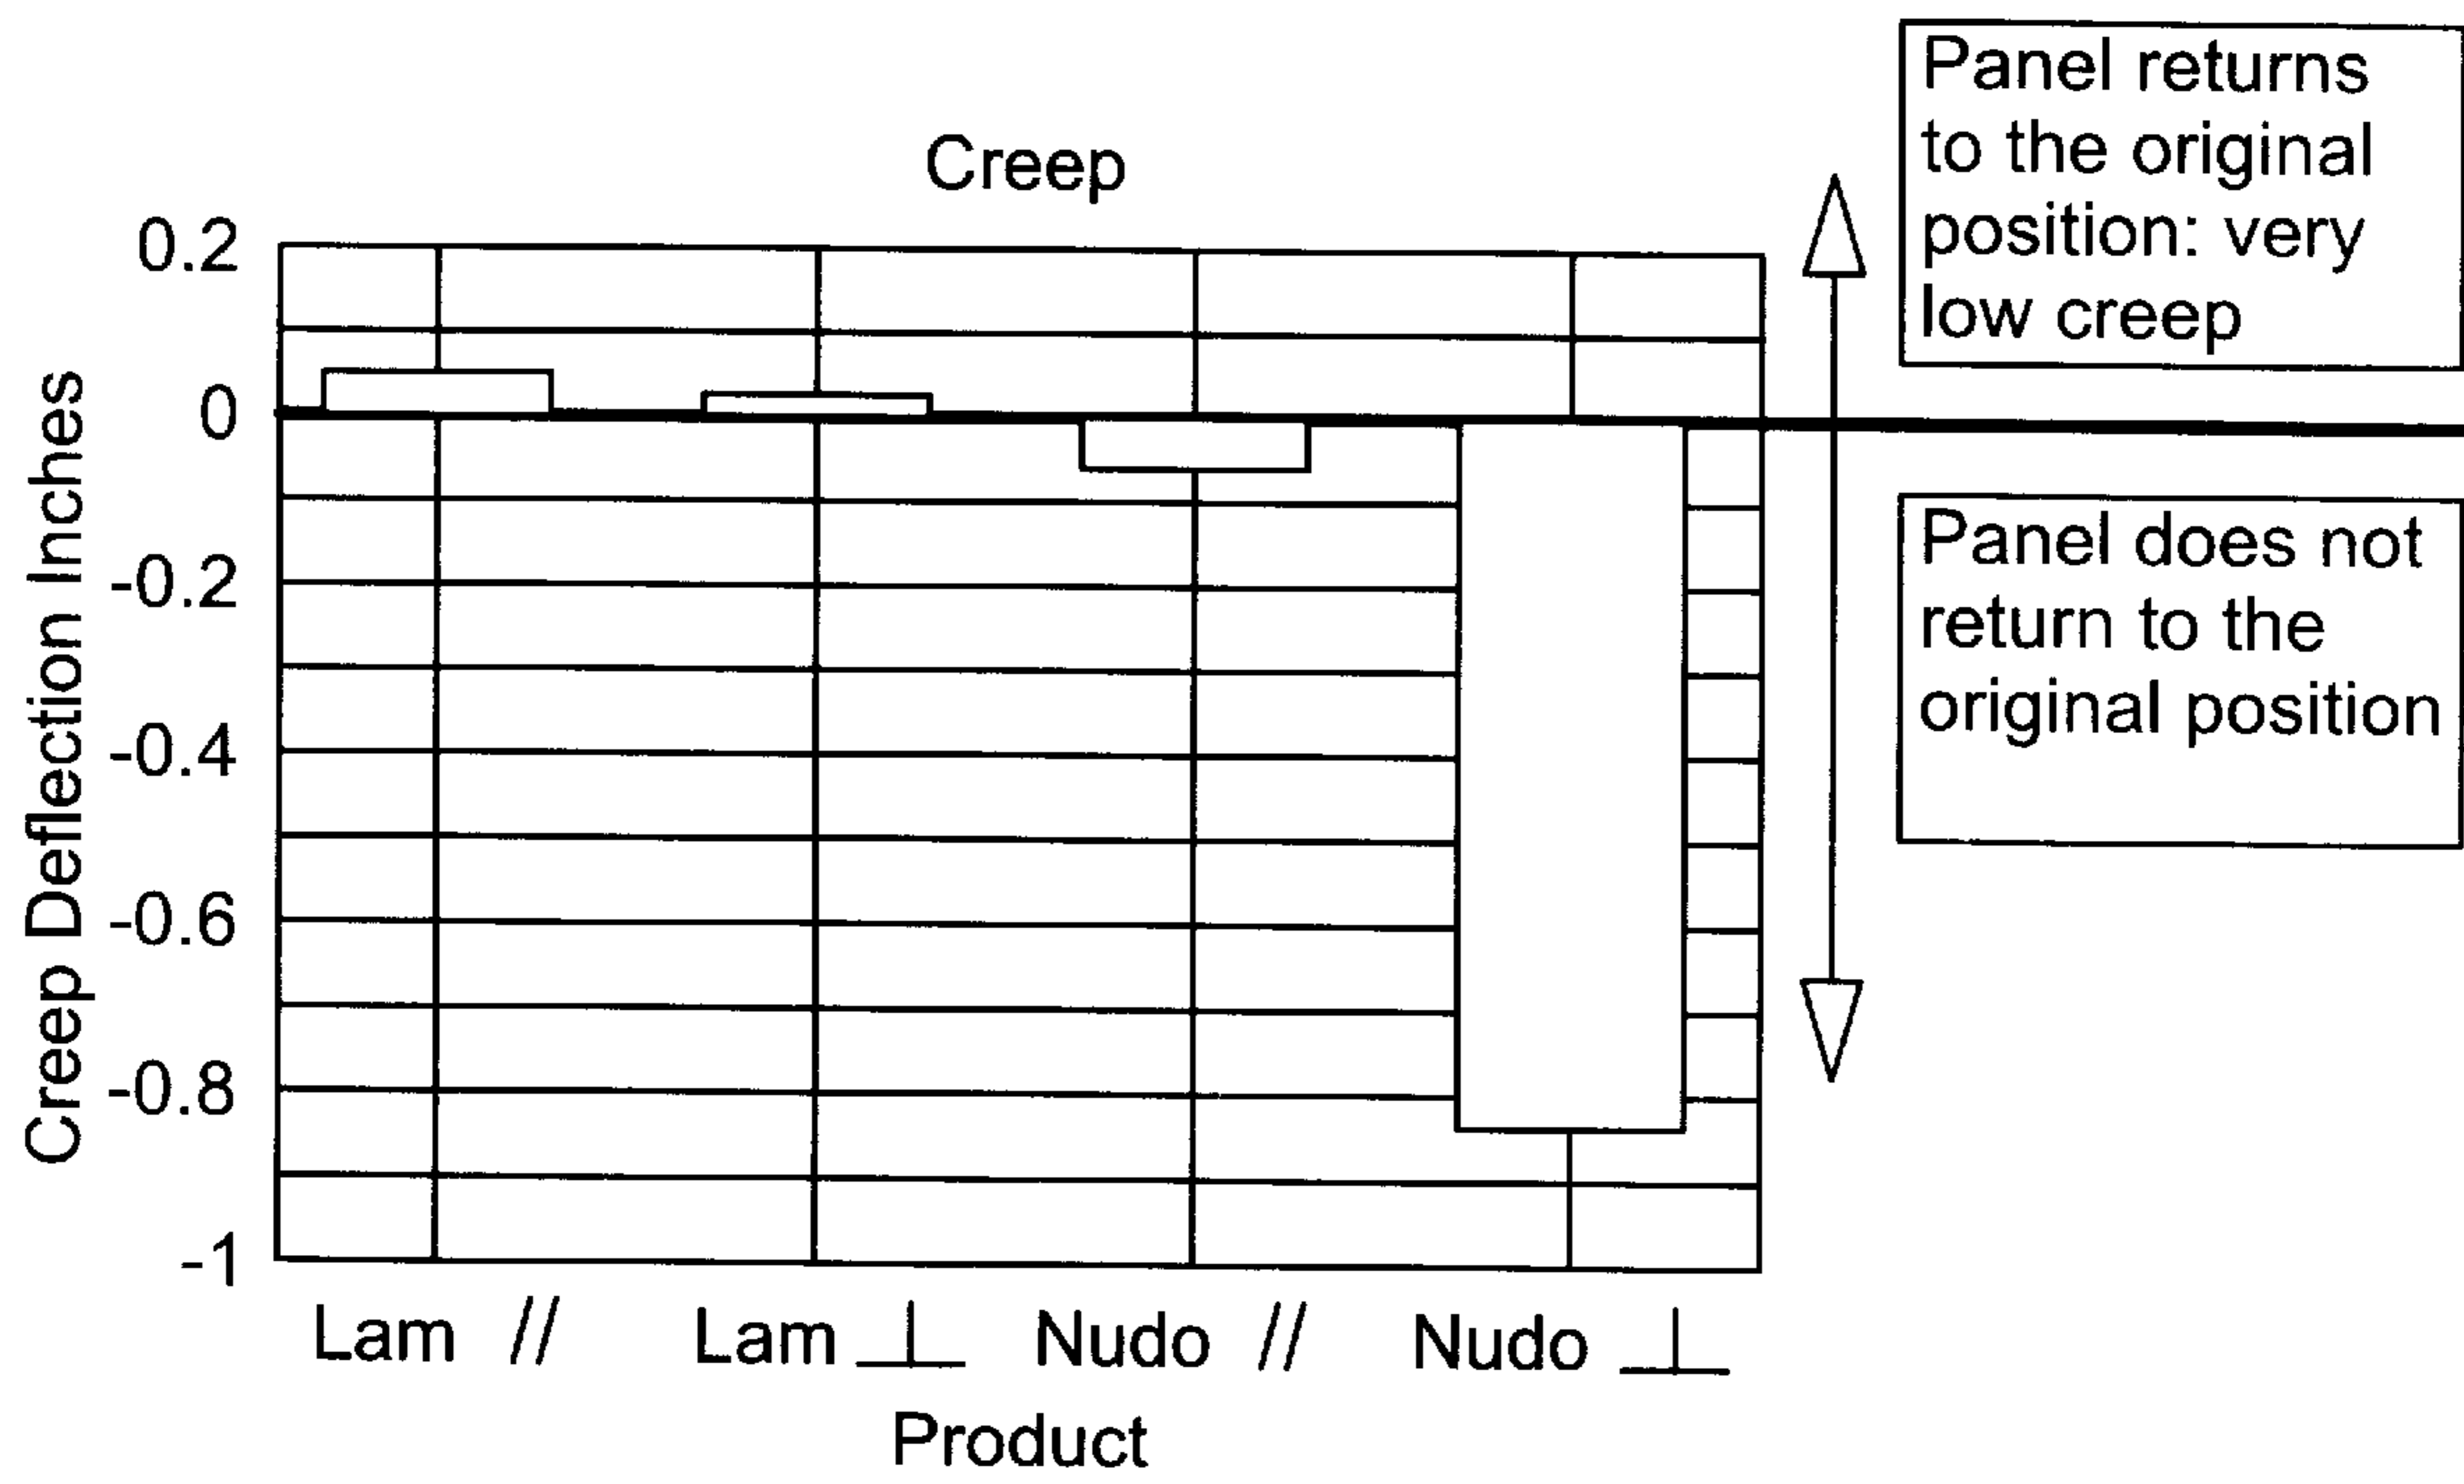 Creep
Panel returns
to the original
position: very
low creep
Panel does not
return to the
original position
0.2
0
-0.2
-0.4
-0.6
-0.8
-1
Creep Deflection Inches
Lam //
Lam ⊥
Nudo //
Nudo ⊥
Product